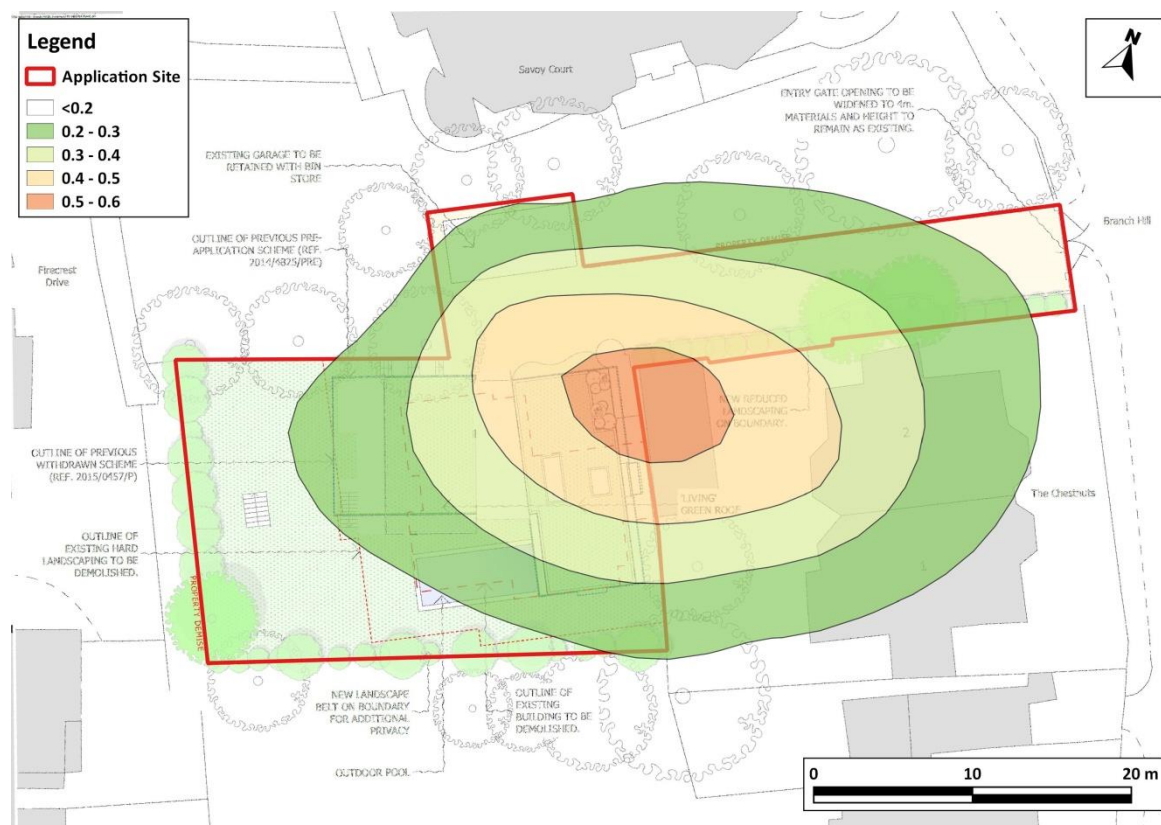 Legend
Application Site
<0.2
0.2 - 0.3
0.3 - 0.4
0.4 - 0.5
0.5 - 0.6
N
Savoy Court
ENTRY GATE OPENING TO BE
WIDENED TO 4m.
MATERIALS AND HEIGHT TO
REMAIN AS EXISTING.
EXISTING GARAGE TO BE
RETAINED WITH BIN
STORE
Branch Hill
OUTLINE OF PREVIOUS PRE-
APPLICATION SCHEME (REF.
2014/4825/PRE)
PROPERTY DEMISE
Firecrest
Drive
NEW REDUCED
LANDSCAPING
ON BOUNDARY.
2
1
OUTLINE OF PREVIOUS
WITHDRAWN SCHEME
(REF. 2015/0457/P)
The Chestnuts
'LIVING'
GREEN ROOF
OUTLINE OF
EXISTING HARD
LANDSCAPING TO BE
DEMOLISHED.
1
PROPERTY DEMISE
NEW LANDSCAPE
BELT ON BOUNDARY
FOR ADDITIONAL
PRIVACY
OUTLINE OF
EXISTING
BUILDING TO BE
DEMOLISHED.
OUTDOOR POOL
0 10 20 m